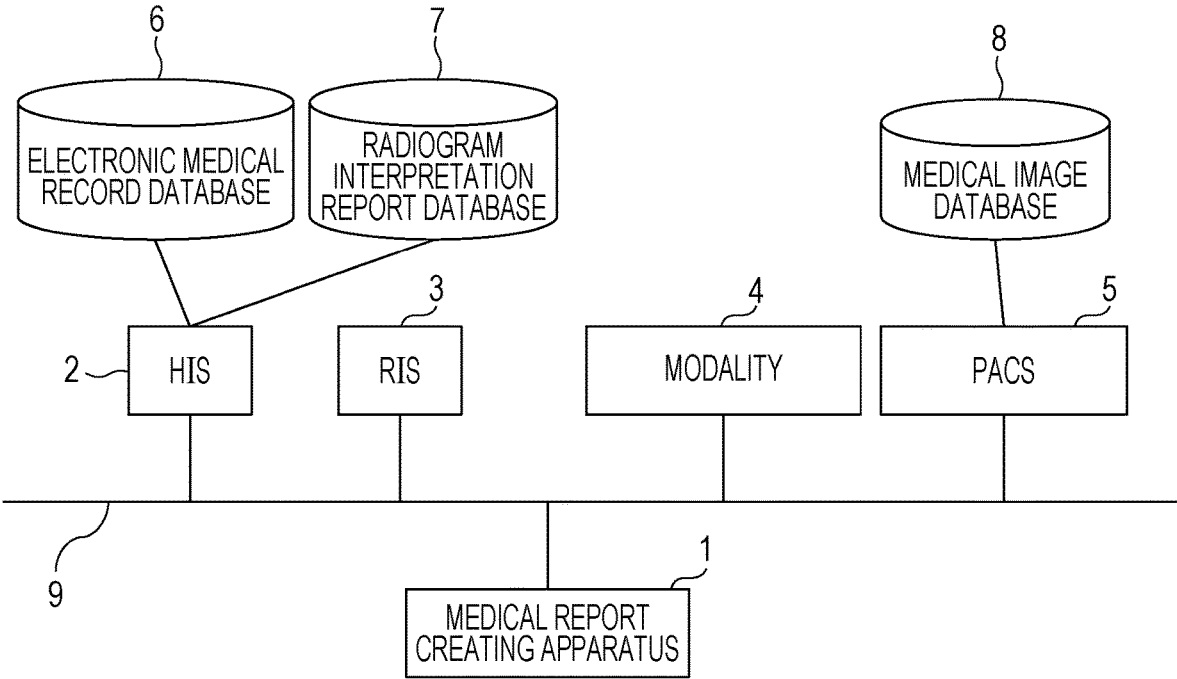 6
7
8
ELECTRONIC MEDICAL
RECORD DATABASE
RADIOGRAM
INTERPRETATION
REPORT DATABASE
MEDICAL IMAGE
DATABASE
2
HIS
3
RIS
4
MODALITY
5
PACS
9
1
MEDICAL REPORT
CREATING APPARATUS